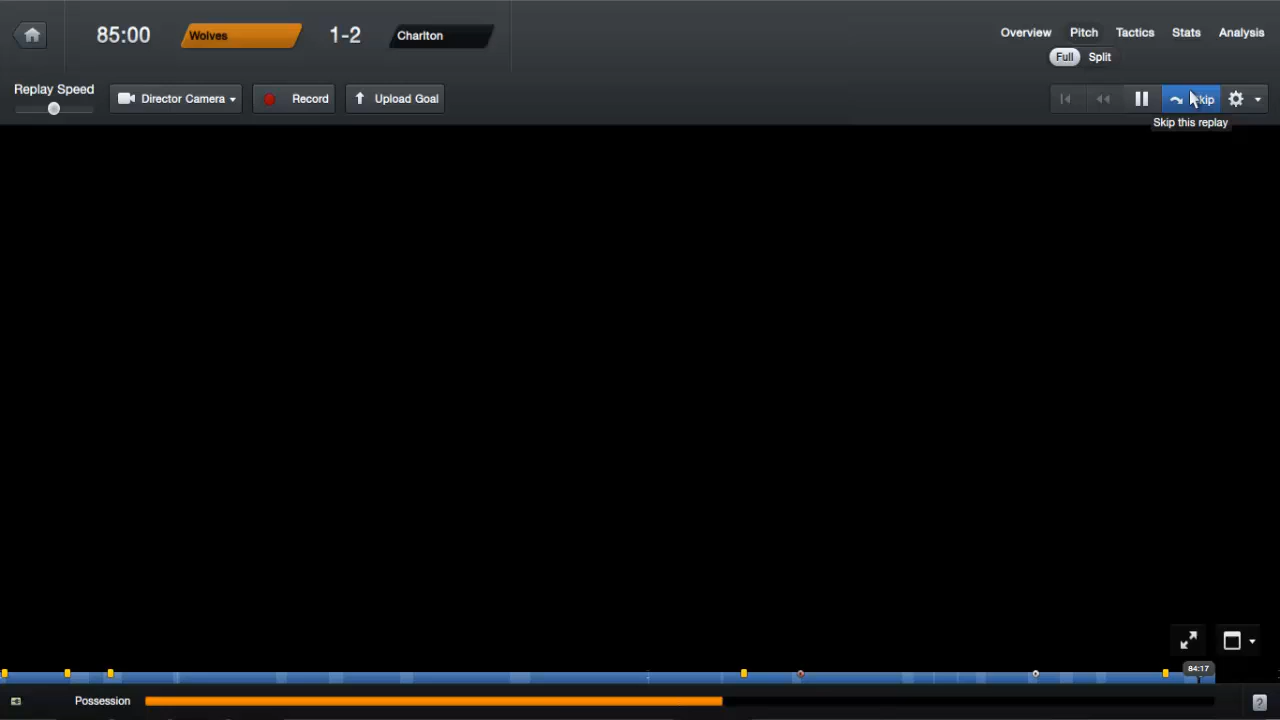 85:00
Wolves
1-2
Charlton
Overview
Pitch
Tactics
Stats
Analysis
Full
Split
Replay Speed
Director Camera
Record
Upload Goal
Skip
Skip this replay
84:17
Possession
?